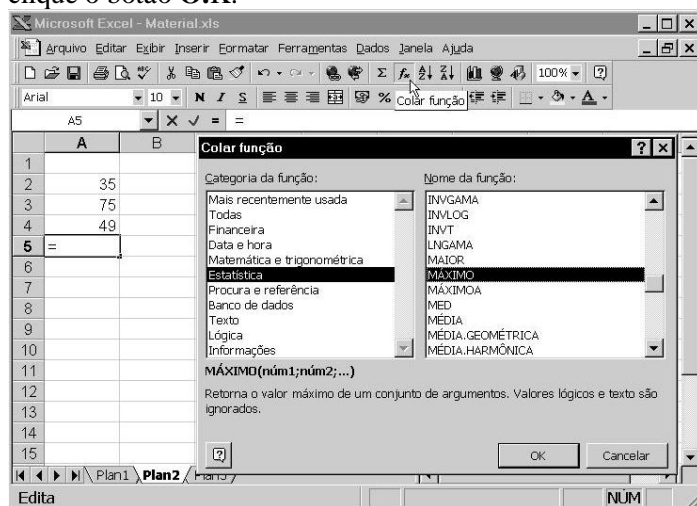 clique o botão O.K.
Microsoft Excel - Material.xls
Arquivo Editar Exibir Inserir Formatar Ferramentas Dados Janela Ajuda
100%
Arial 10 N I S % Colar função
A5 =
A B
1
2 35
3 75
4 49
5 =
6
7
8
9
10
11
12
13
14
15
Colar função
Categoria da função: Nome da função:
Mais recentemente usada INVGAMA
Todas INVLOG
Financeira INVT
Data e hora LNGAMA
Matemática e trigonométrica MAIOR
Estatística MÁXIMO
Procura e referência MÁXIMOA
Banco de dados MED
Texto MÉDIA
Lógica MÉDIA.GEOMÉTRICA
Informações MÉDIA.HARMÔNICA
MÁXIMO(núm1;núm2;...)
Retorna o valor máximo de um conjunto de argumentos. Valores lógicos e texto são
ignorados.
OK Cancelar
Plan1 Plan2
Edita NÚM